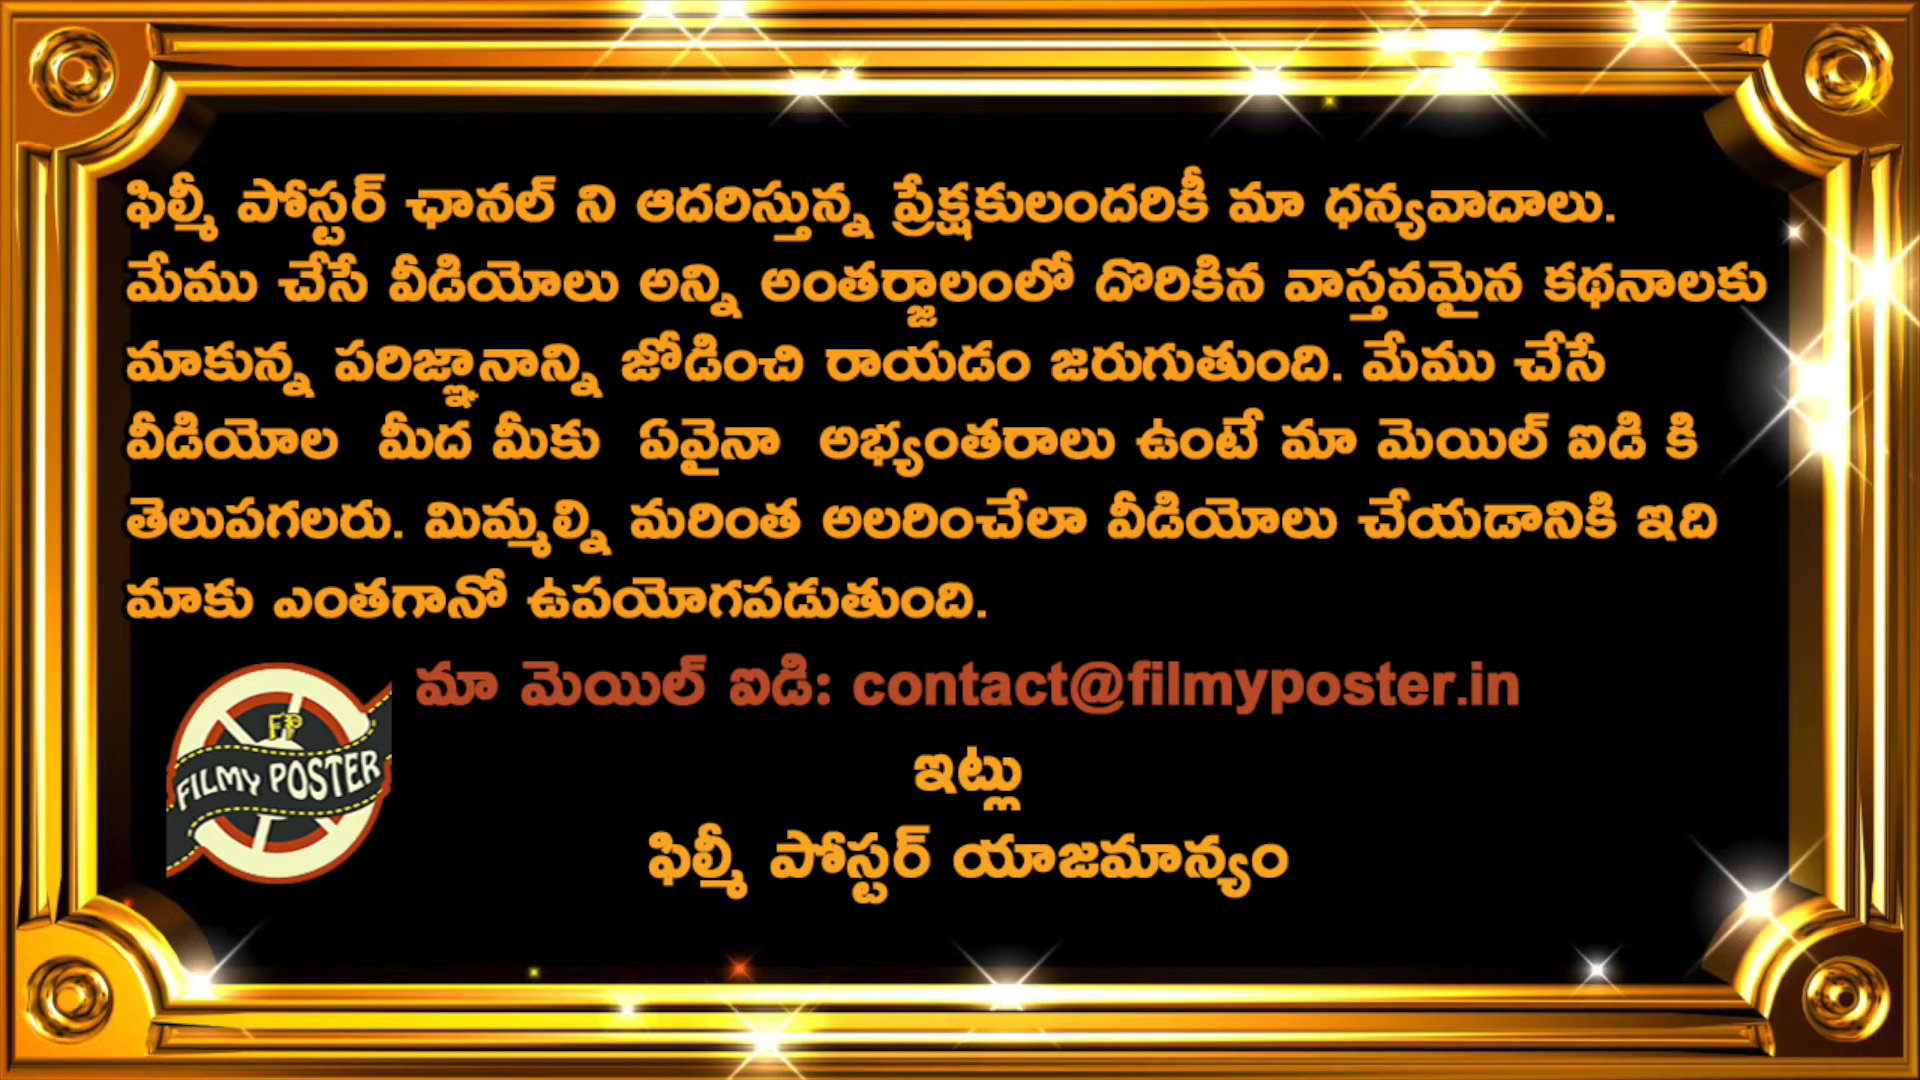 ఫిల్మీ పోస్టర్ ఛానల్ ని ఆదరిస్తున్న ప్రేక్షకులందరికీ మా ధన్యవాదాలు.
మేము చేసే వీడియోలు అన్ని అంతర్జాలంలో దొరికిన వాస్తవమైన కథనాలకు
మాకున్న పరిజ్ఞానాన్ని జోడించి రాయడం జరుగుతుంది. మేము చేసే
వీడియోల మీద మీకు ఏవైనా అభ్యంతరాలు ఉంటే మా మెయిల్ ఐడి కి
తెలుపగలరు. మిమ్మల్ని మరింత అలరించేలా వీడియోలు చేయడానికి ఇది
మాకు ఎంతగానో ఉపయోగపడుతుంది.
మా మెయిల్ ఐడి: contact@filmyposter.in
FP
FILMY POSTER
ఇట్లు
ఫిల్మీ పోస్టర్ యాజమాన్యం